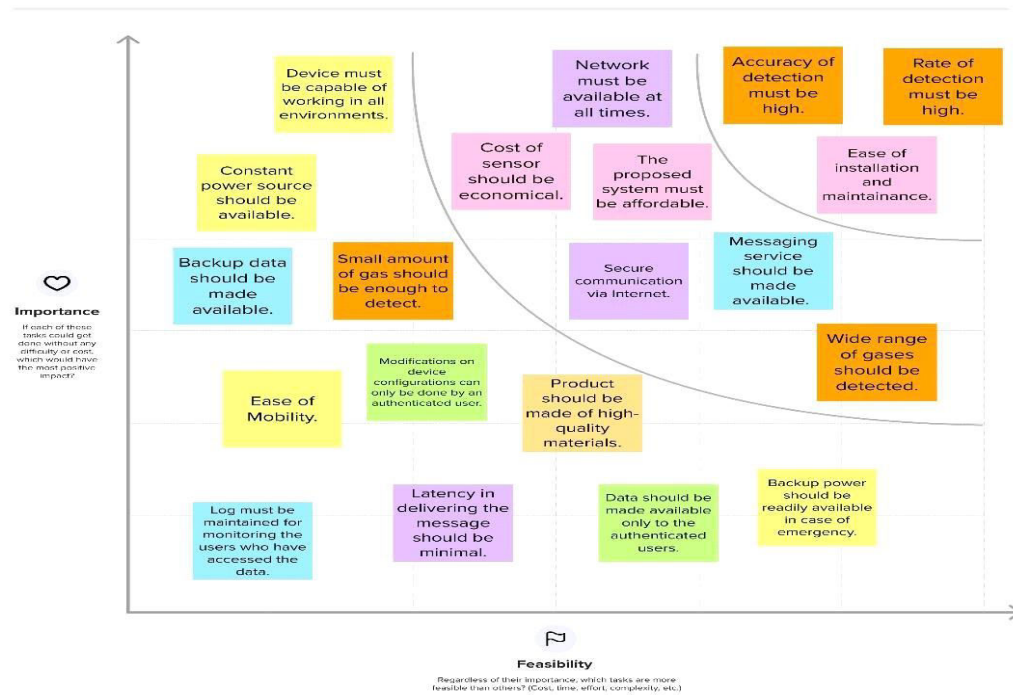 Device must
be capable of
working in all
environments.
Network
must be
available at
all times.
Accuracy of
detection
must be
high.
Rate of
detection
must be
high.
Constant
power source
should be
available.
Cost of
sensor
should be
economical.
The
proposed
system must
be affordable.
Ease of
installation
and
maintainance.
Backup data
should be
made
available.
Small amount
of gas should
be enough to
detect.
Secure
communication
via Internet.
Messaging
service
should be
made
available.
Importance
If each of these
tasks could get
done without any
difficulty or cost,
which would have
the most positive
impact?
Ease of
Mobility.
Modifications on
device
configurations can
only be done by an
authenticated user.
Product
should be
made of high-
quality
materials.
Wide range
of gases
should be
detected.
Log must be
maintained for
monitoring the
users who have
accessed the
data.
Latency in
delivering the
message
should be
minimal.
Data should be
made available
only to the
authenticated
users.
Backup power
should be
readily available
in case of
emergency.
Feasibility
Regardless of their importance, which tasks are more
feasible than others? (Cost, time, effort, complexity, etc.)